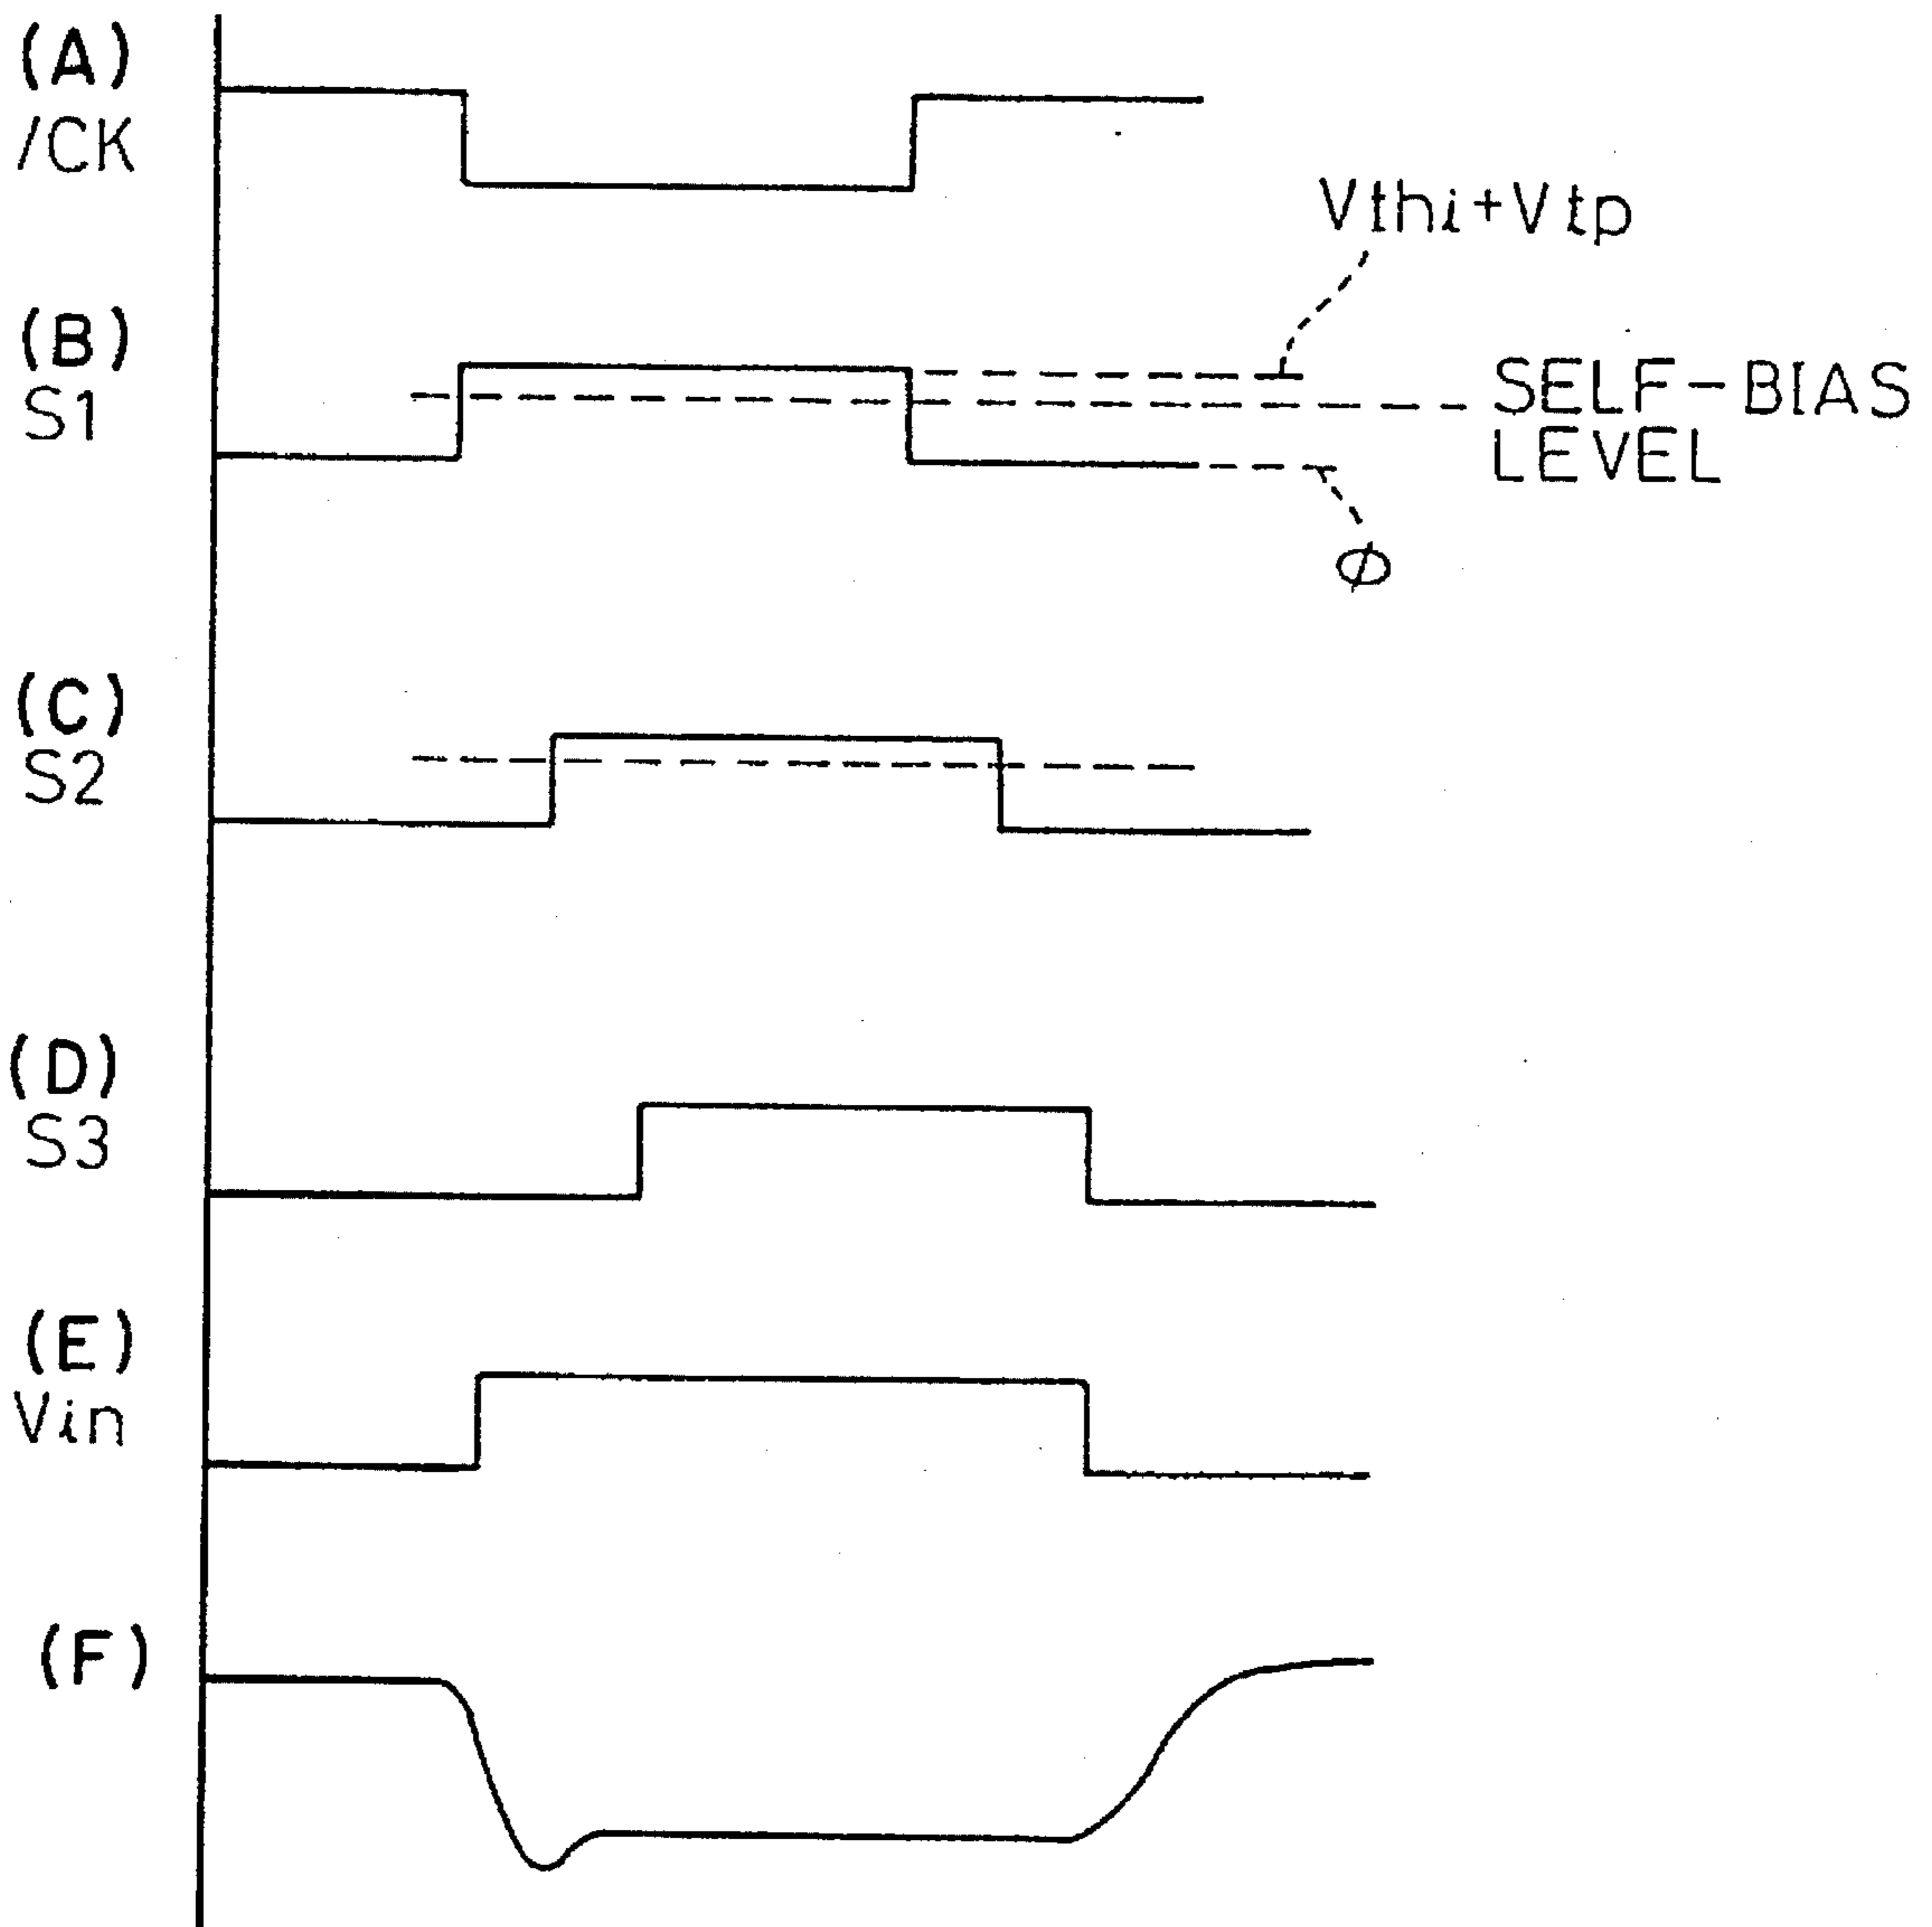 (A)
/CK
Vthi+Vtp
(B)
S1
SELF-BIAS
LEVEL
φ
(C)
S2
(D)
S3
(E)
Vin
(F)